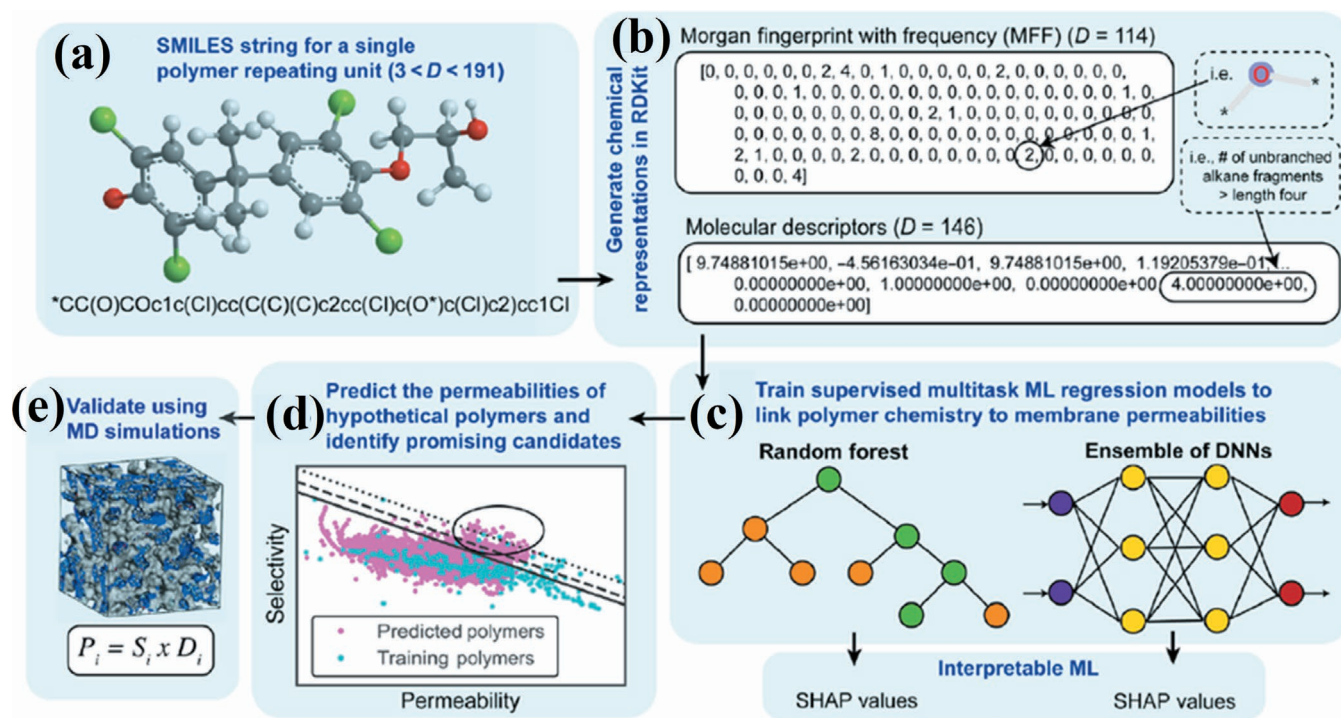 (a)
SMILES string for a single
polymer repeating unit (3 < D < 191)
*CC(O)COc1c(Cl)cc(C(C)(C)c2cc(Cl)c(O*)c(Cl)c2)cc1Cl
(b)
Generate chemical
representations in RDKit
Morgan fingerprint with frequency (MFF) (D = 114)
[0, 0, 0, 0, 0, 0, 2, 4, 0, 1, 0, 0, 0, 0, 0, 2, 0, 0, 0, 0, 0, 0,
0, 0, 0, 1, 0, 0, 0, 0, 0, 0, 0, 0, 0, 0, 0, 0, 0, 0, 0, 1, 0,
0, 0, 0, 0, 0, 0, 0, 0, 0, 2, 1, 0, 0, 0, 0, 0, 0, 0, 0, 0,
0, 0, 0, 0, 0, 0, 8, 0, 0, 0, 0, 0, 0, 0, 0, 0, 0, 0, 0, 1,
2, 1, 0, 0, 0, 0, 2, 0, 0, 0, 0, 0, 0, 0, 0, 2, 0, 0, 0, 0, 0, 0,
0, 0, 0, 4]
i.e.
O
*
*
i.e., # of unbranched
alkane fragments
> length four
Molecular descriptors (D = 146)
[ 9.74881015e+00, −4.56163034e−01, 9.74881015e+00, 1.19205379e−01, ...
0.00000000e+00, 1.00000000e+00, 0.00000000e+00, 4.00000000e+00,
0.00000000e+00]
(c)
Train supervised multitask ML regression models to
link polymer chemistry to membrane permeabilities
Random forest
Ensemble of DNNs
Interpretable ML
SHAP values
SHAP values
(d)
Predict the permeabilities of
hypothetical polymers and
identify promising candidates
Selectivity
Predicted polymers
Training polymers
Permeability
(e)
Validate using
MD simulations
P_i = S_i x D_i